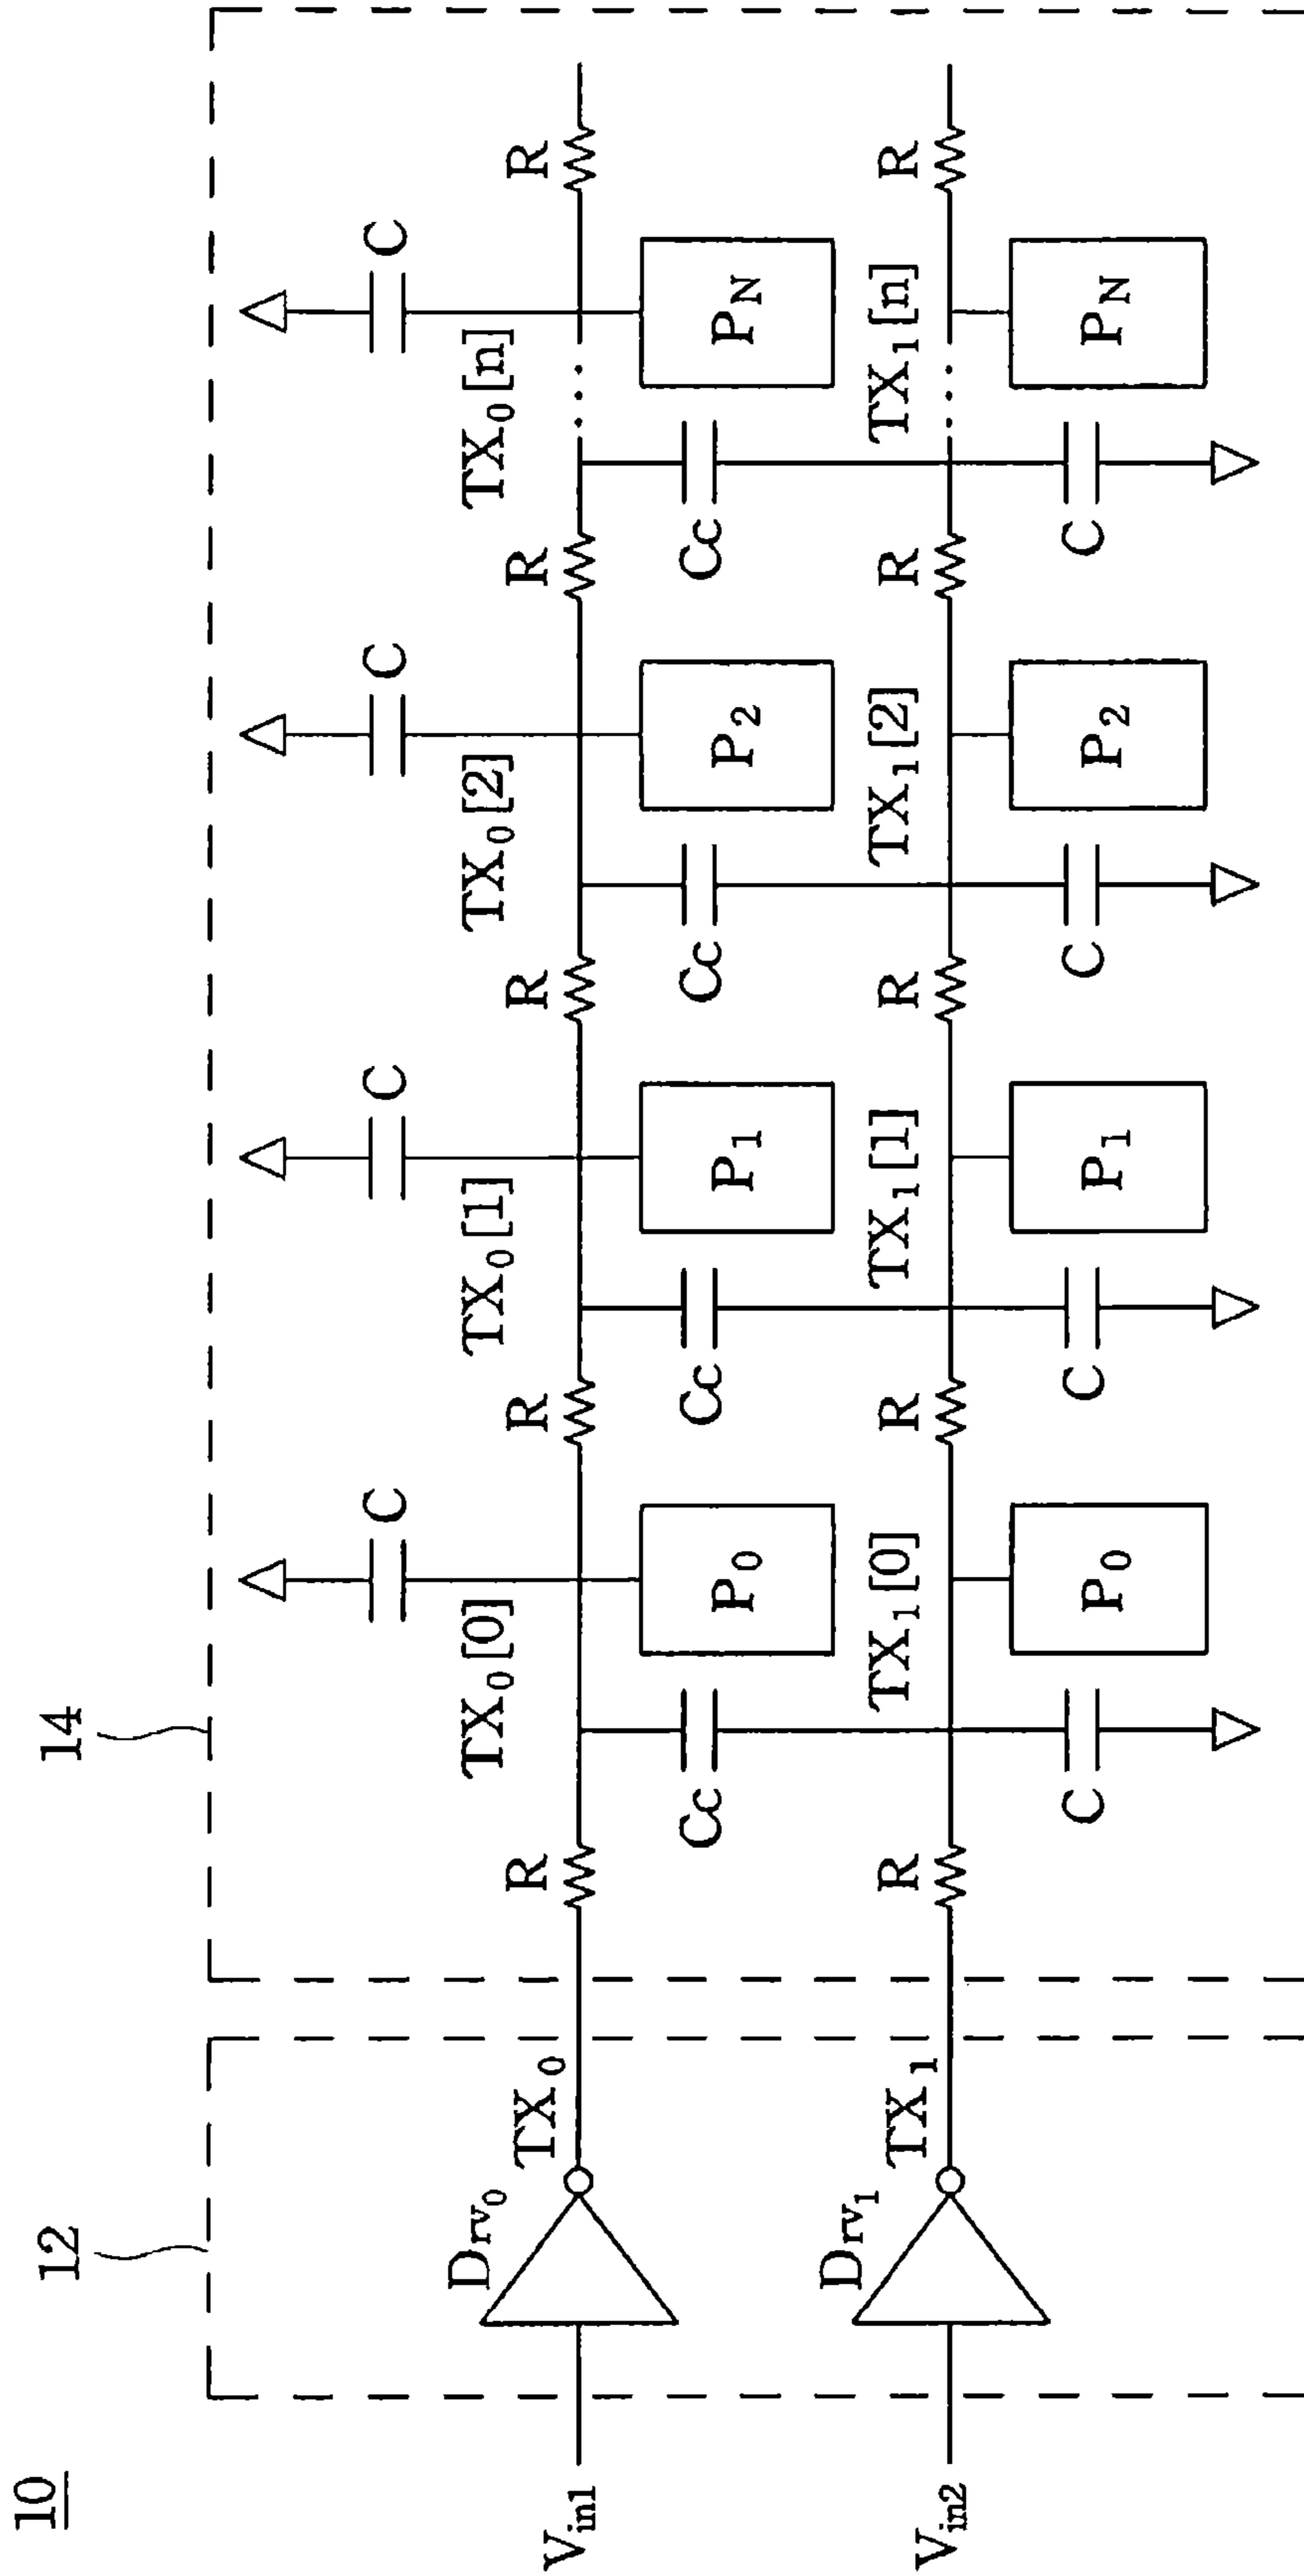 10
12
14
C C C C
TX0[0] TX0[1] TX0[2] TX0[n]
Drv0 TX0 R R R R R
Vin1 ...
Cc P0 Cc P1 Cc P2 Cc PN
TX1[0] TX1[1] TX1[2] TX1[n]
Drv1 TX1 R R R R R
Vin2 ...
C P0 C P1 C P2 C PN